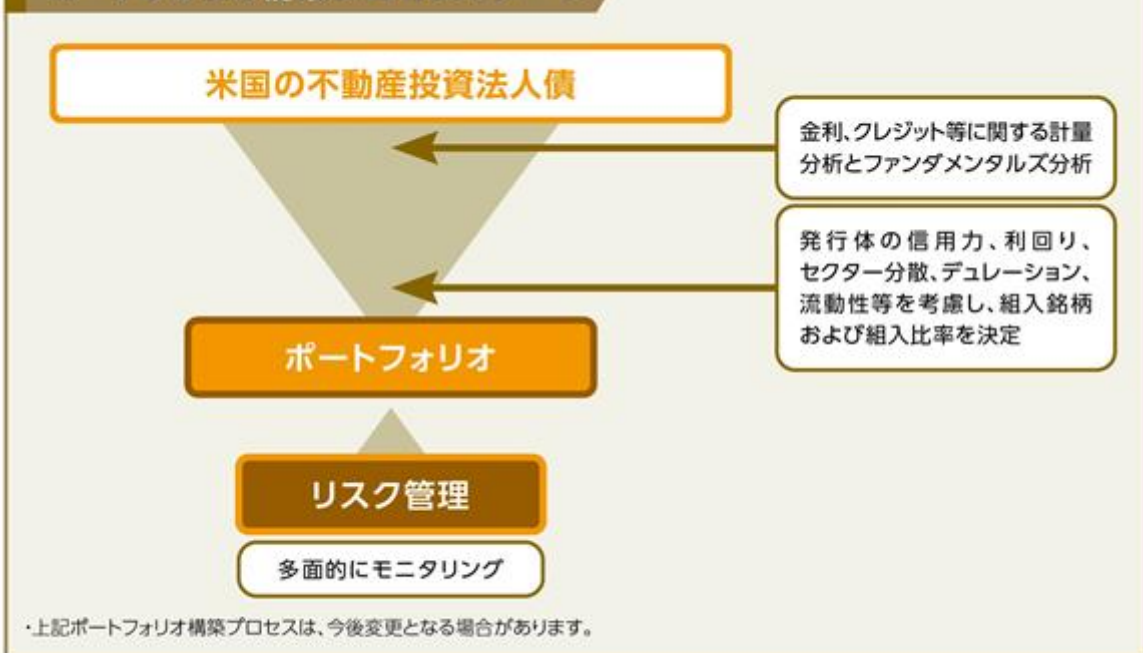 米国の不動産投資法人債
金利、クレジット等に関する計量
分析とファンダメンタルズ分析
発行体の信用力、利回り、
セクター分散、デュレーション、
流動性等を考慮し、組入銘柄
および組入比率を決定
ポートフォリオ
リスク管理
多面的にモニタリング
・上記ポートフォリオ構築プロセスは、今後変更となる場合があります。